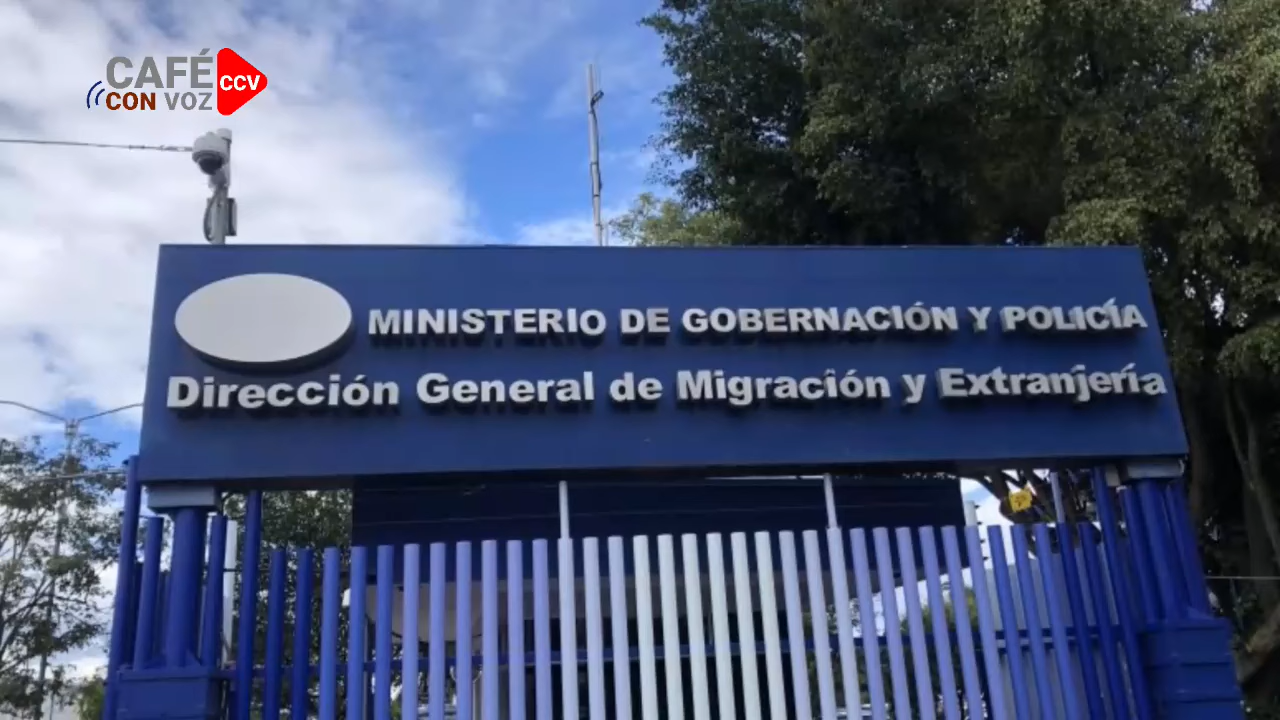 CAFÉ
CON VOZ
CCV
MINISTERIO DE GOBERNACIÓN Y POLICÍA
Dirección General de Migración y Extranjería